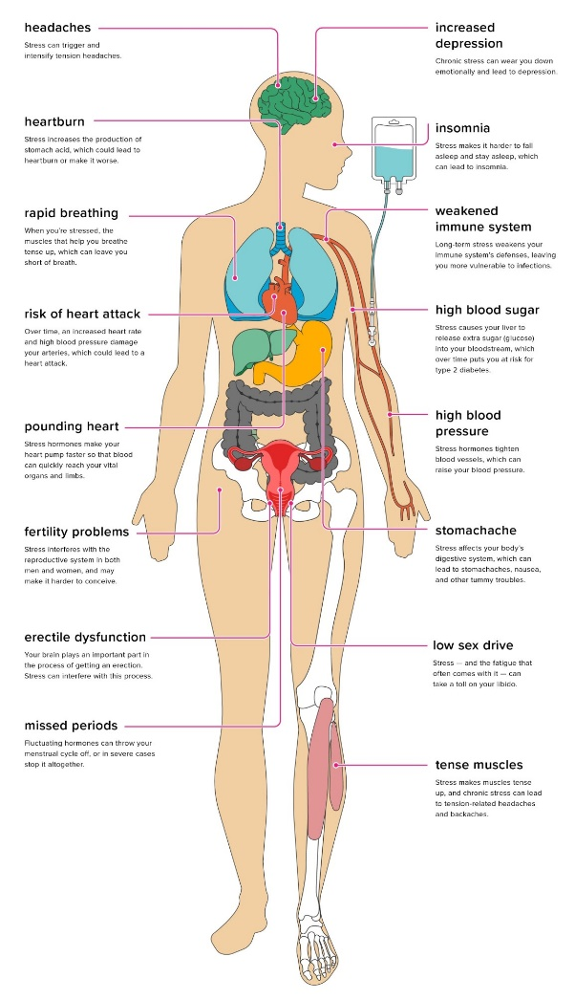 headaches
Stress can trigger and
intensify tension headaches.
increased
depression
Chronic stress can wear you down
emotionally and lead to depression.
heartburn
Stress increases the production of
stomach acid, which could lead to
heartburn or make it worse.
insomnia
Stress makes it harder to fall
asleep and stay asleep, which
can lead to insomnia.
rapid breathing
When you're stressed, the
muscles that help you breathe
tense up, which can leave you
short of breath.
weakened
immune system
Long-term stress weakens your
immune system's defenses, leaving
you more vulnerable to infections.
risk of heart attack
Over time, an increased heart rate
and high blood pressure damage
your arteries, which could lead to a
heart attack.
high blood sugar
Stress causes your liver to
release extra sugar (glucose)
into your bloodstream, which
over time puts you at risk for
type 2 diabetes.
pounding heart
Stress hormones make your
heart pump faster so that blood
can quickly reach your vital
organs and limbs.
high blood
pressure
Stress hormones tighten
blood vessels, which can
raise your blood pressure.
fertility problems
Stress interferes with the
reproductive system in both
men and women, and may
make it harder to conceive.
stomachache
Stress affects your body's
digestive system, which can
lead to stomachaches, nausea,
and other tummy troubles.
erectile dysfunction
Your brain plays an important part in
the process of getting an erection.
Stress can interfere with this process.
low sex drive
Stress — and the fatigue that
often comes with it — can
take a toll on your libido.
missed periods
Fluctuating hormones can throw your
menstrual cycle off, or in severe cases
stop it altogether.
tense muscles
Stress makes muscles tense
up, and chronic stress can lead
to tension-related headaches
and backaches.